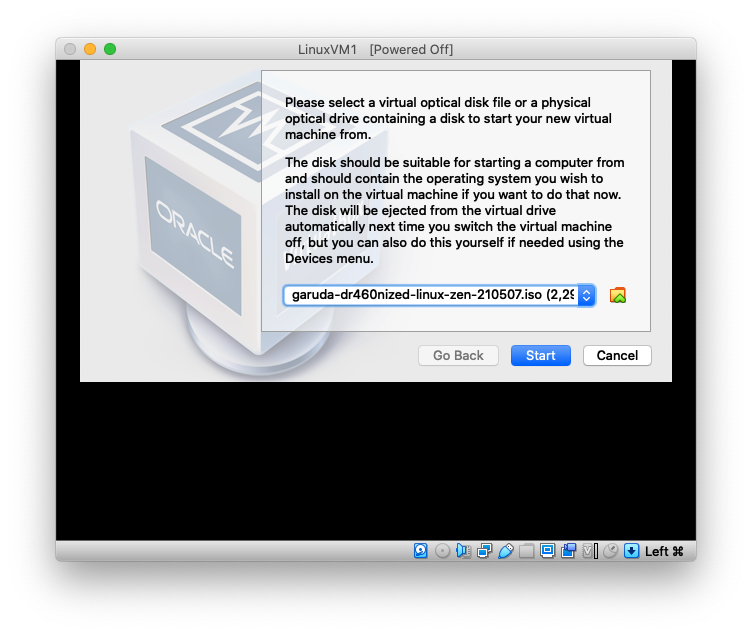 LinuxVM1 [Powered Off]
Please select a virtual optical disk file or a physical
optical drive containing a disk to start your new virtual
machine from.
The disk should be suitable for starting a computer from
and should contain the operating system you wish to
install on the virtual machine if you want to do that now.
The disk will be ejected from the virtual drive
automatically next time you switch the virtual machine
off, but you can also do this yourself if needed using the
Devices menu.
ORACLE
garuda-dr460nized-linux-zen-210507.iso (2,29
Go Back
Start
Cancel
Left ⌘